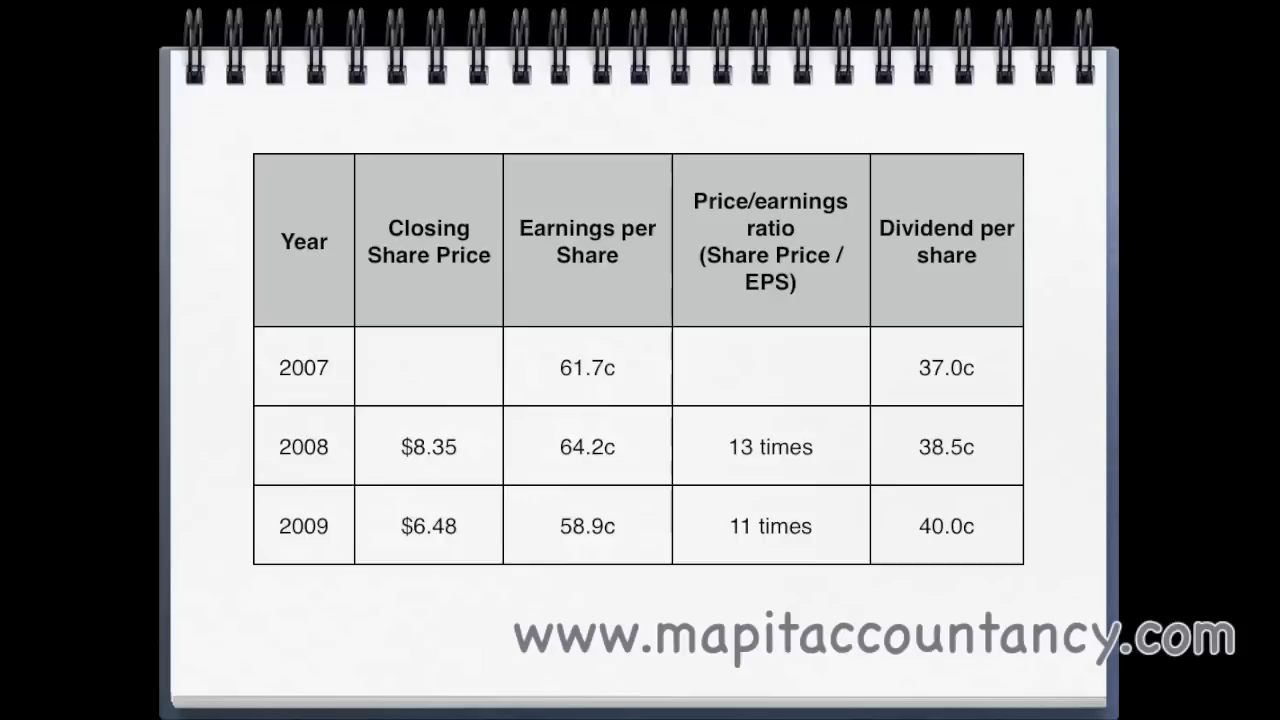 Year
Closing
Share Price
Earnings per
Share
Price/earnings
ratio
(Share Price /
EPS)
Dividend per
share
2007
61.7c
37.0c
2008
$8.35
64.2c
13 times
38.5c
2009
$6.48
58.9c
11 times
40.0c
www.mapitaccountancy.com